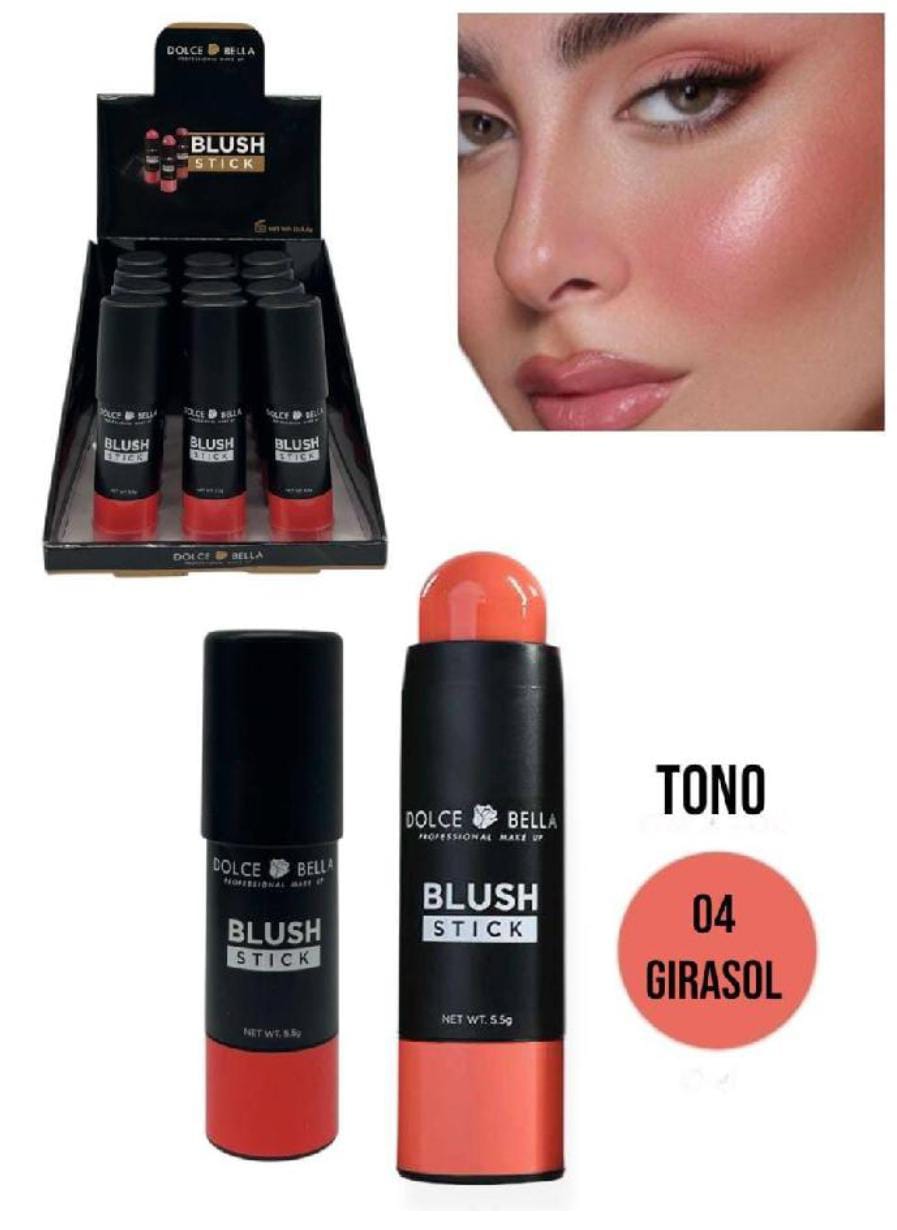 DOLCE BELLA
PROFESSIONAL MAKE UP
BLUSH
STICK
DOLCE BELLA
BLUSH
STICK
DOLCE BELLA
BLUSH
STICK
DOLCE BELLA
BLUSH
STICK
DOLCE BELLA
DOLCE BELLA
PROFESSIONAL MAKE UP
BLUSH
STICK
NET WT. 5.5g
DOLCE BELLA
PROFESSIONAL MAKE UP
BLUSH
STICK
NET WT. 5.5g
TONO
04
GIRASOL